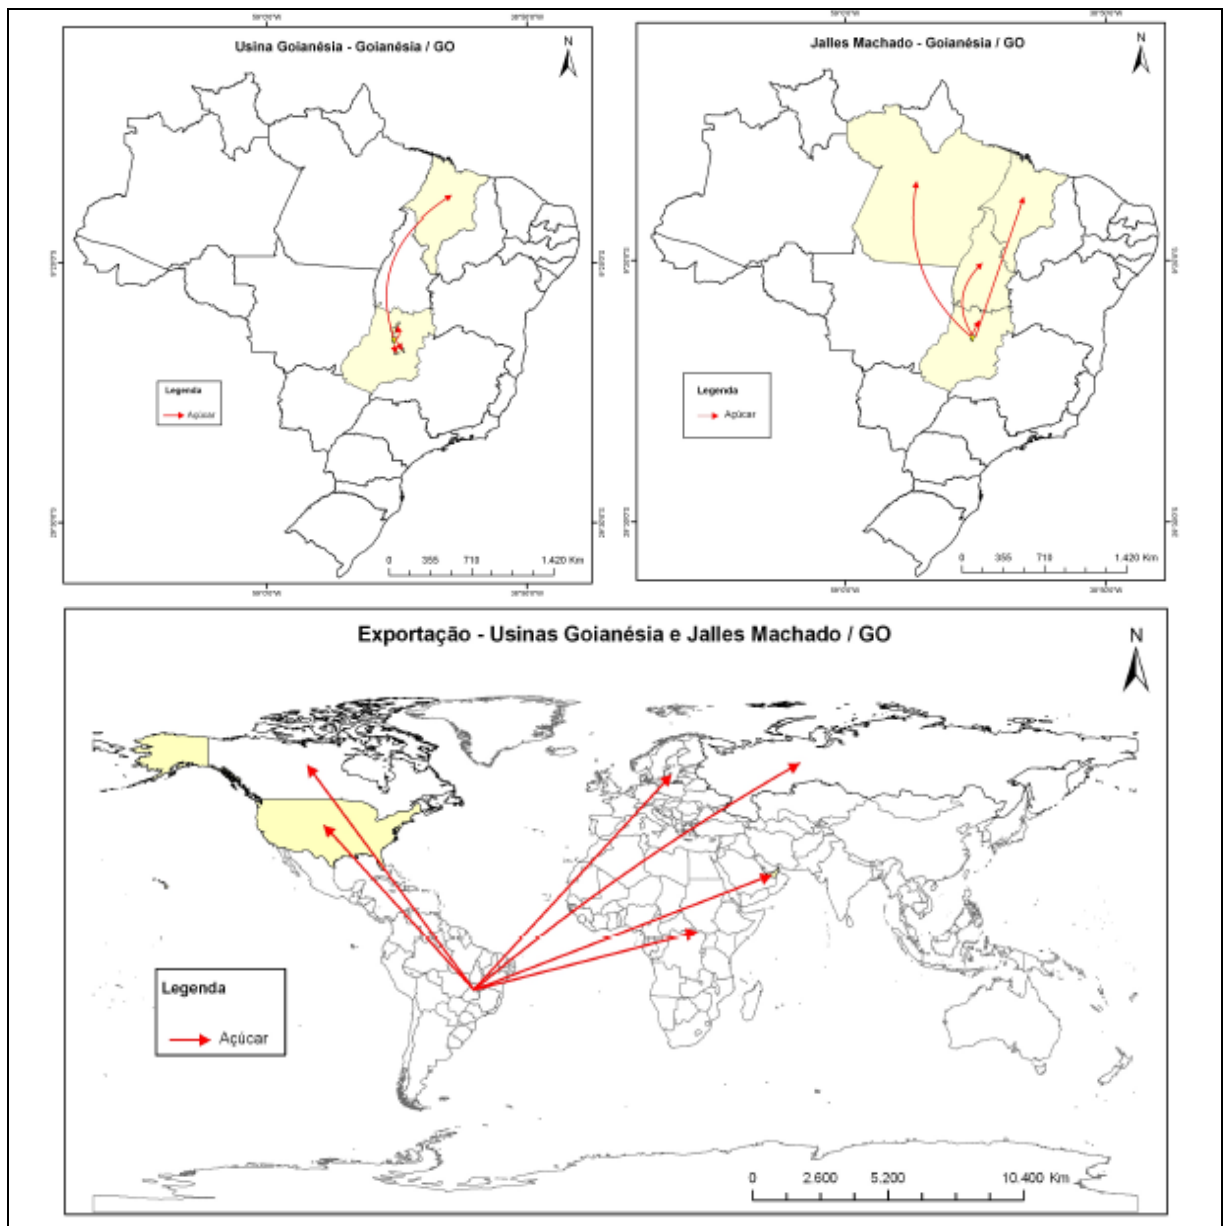 Usina Goianésia - Goianésia / GO
N
Legenda
Açúcar
0 355 710 1.420 Km
Jalles Machado - Goianésia / GO
N
Legenda
Açúcar
0 355 710 1.420 Km
Exportação - Usinas Goianésia e Jalles Machado / GO
N
Legenda
Açúcar
0 2.600 5.200 10.400 Km